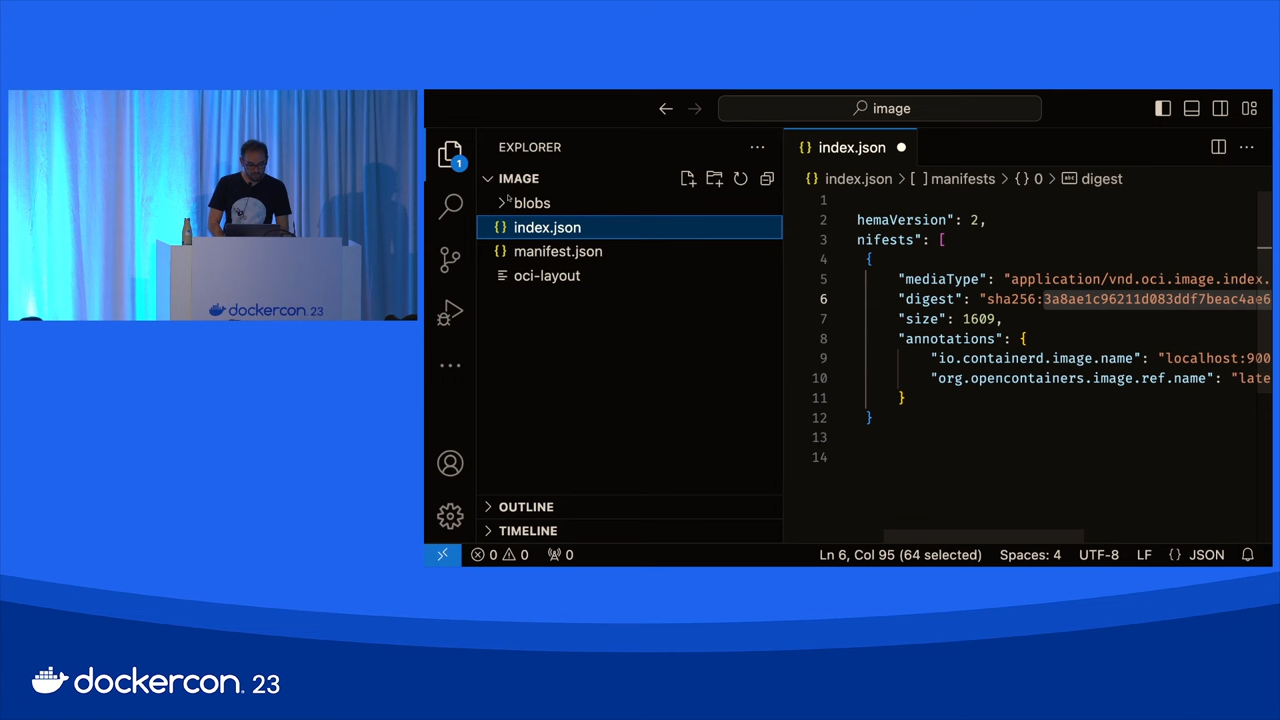 dockercon 23
image
EXPLORER
IMAGE
blobs
{} index.json
{} manifest.json
oci-layout
OUTLINE
TIMELINE
1
{} index.json
{} index.json > [ ] manifests > {} 0 > abc digest
1
2 hemaVersion": 2,
3 nifests": [
4 {
5 "mediaType": "application/vnd.oci.image.index.
6 "digest": "sha256:3a8ae1c96211d083ddf7beac4ae6
7 "size": 1609,
8 "annotations": {
9 "io.containerd.image.name": "localhost:900
10 "org.opencontainers.image.ref.name": "late
11 }
12 }
13
14
0 0 0 Ln 6, Col 95 (64 selected) Spaces: 4 UTF-8 LF {} JSON
dockercon. 23